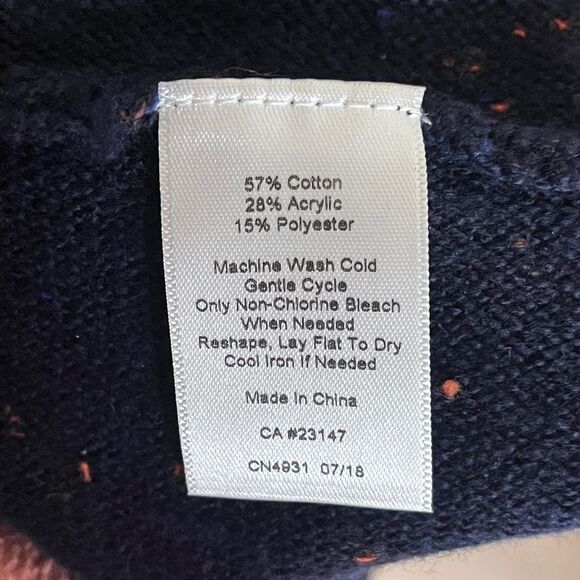 57% Cotton
28% Acrylic
15% Polyester
Machine Wash Cold
Gentle Cycle
Only Non-Chlorine Bleach
When Needed
Reshape, Lay Flat To Dry
Cool Iron If Needed
Made In China
CA #23147
CN4931 07/18